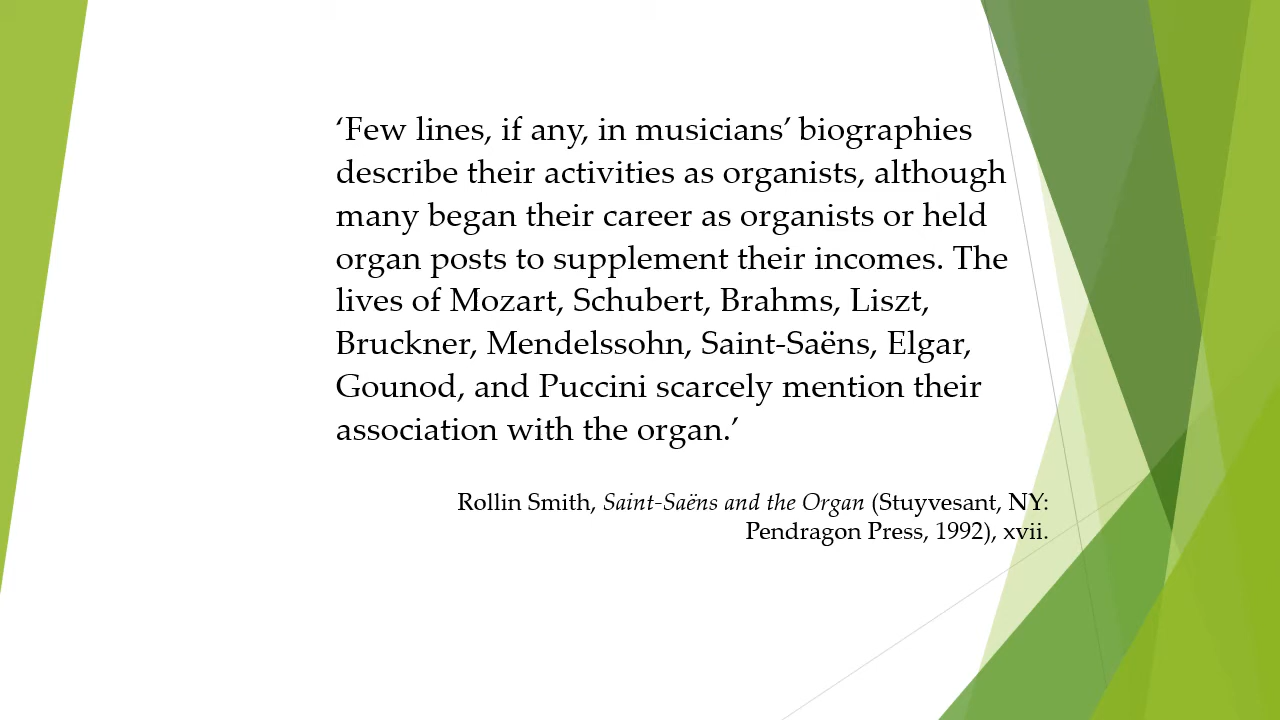 ‘Few lines, if any, in musicians’ biographies
describe their activities as organists, although
many began their career as organists or held
organ posts to supplement their incomes. The
lives of Mozart, Schubert, Brahms, Liszt,
Bruckner, Mendelssohn, Saint-Saëns, Elgar,
Gounod, and Puccini scarcely mention their
association with the organ.’
Rollin Smith, Saint-Saëns and the Organ (Stuyvesant, NY:
Pendragon Press, 1992), xvii.